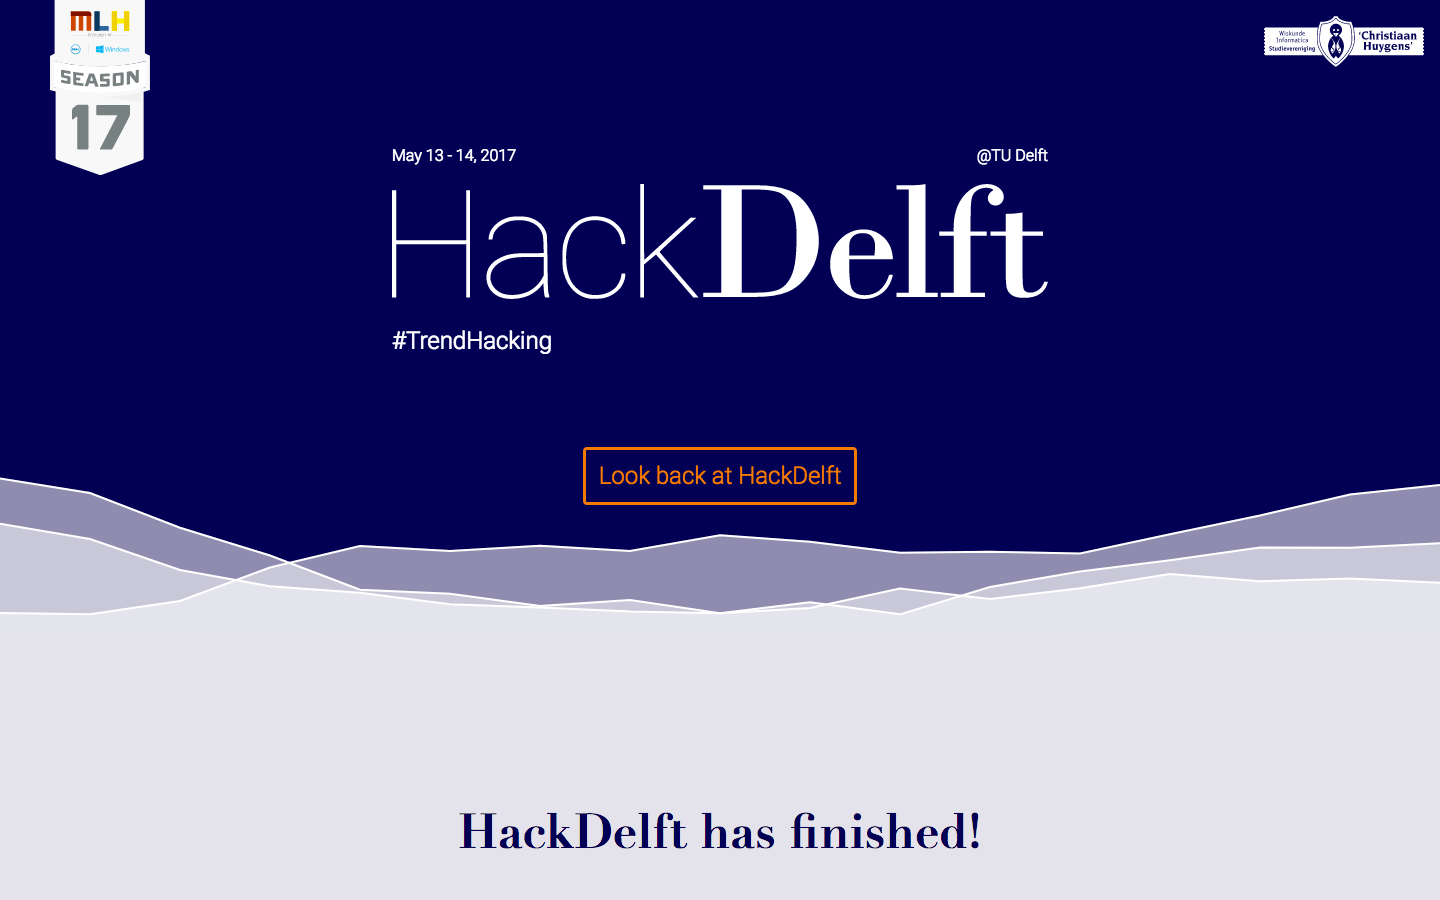 MLH
DELL
Windows
SEASON
17
Wiskunde
Informatica
Studievereniging
‘Christiaan
Huygens’
May 13 - 14, 2017
@TU Delft
HackDelft
#TrendHacking
Look back at HackDelft
HackDelft has finished!